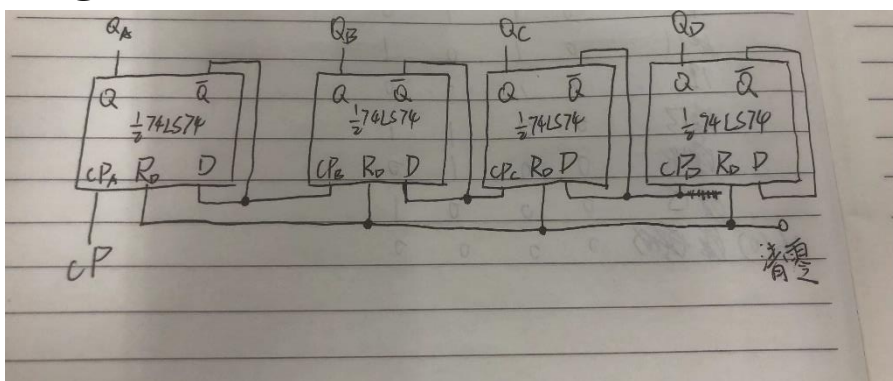 QA QB QC QD
Q Q̄ Q Q̄ Q Q̄ Q Q̄
½74LS74 ½74LS74 ½74LS74 ½74LS74
CPA RD D CPB RD D CPC RD D CPD RD D
CP
清零